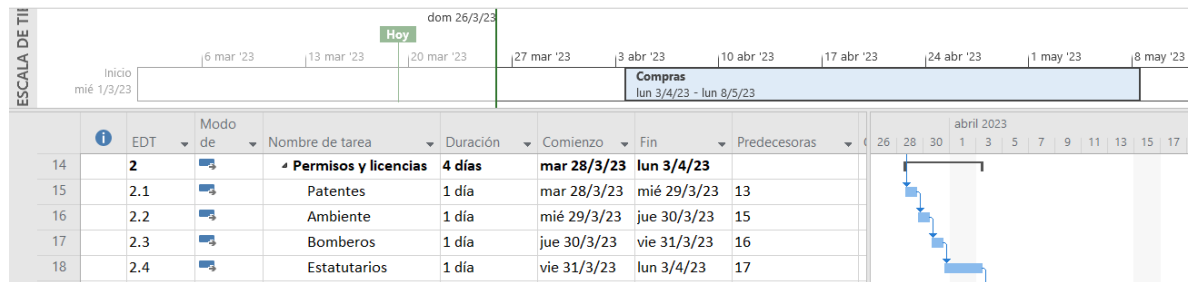 ESCALA DE TIE
dom 26/3/23
Hoy
6 mar '23 13 mar '23 20 mar '23 27 mar '23 3 abr '23 10 abr '23 17 abr '23 24 abr '23 1 may '23 8 may '23
Inicio
mié 1/3/23
Compras
lun 3/4/23 - lun 8/5/23
EDT Modo de Nombre de tarea Duración Comienzo Fin Predecesoras
abril 2023
26 28 30 1 3 5 7 9 11 13 15 17
14 2 Permisos y licencias 4 días mar 28/3/23 lun 3/4/23
15 2.1 Patentes 1 día mar 28/3/23 mié 29/3/23 13
16 2.2 Ambiente 1 día mié 29/3/23 jue 30/3/23 15
17 2.3 Bomberos 1 día jue 30/3/23 vie 31/3/23 16
18 2.4 Estatutarios 1 día vie 31/3/23 lun 3/4/23 17